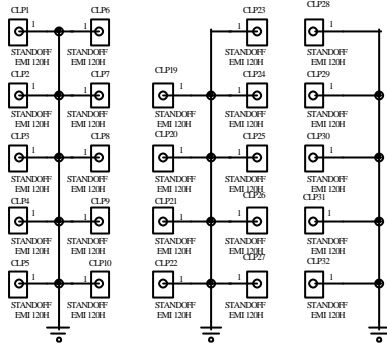 CLP1 CLP6 CLP23 CLP28
1 1 1 1
STANDOFF STANDOFF STANDOFF STANDOFF
EMI 120H EMI 120H EMI 120H EMI 120H
CLP2 CLP7 CLP19 CLP24 CLP29
1 1 1 1 1
STANDOFF STANDOFF STANDOFF STANDOFF STANDOFF
EMI 120H EMI 120H EMI 120H EMI 120H EMI 120H
CLP3 CLP8 CLP20 CLP25 CLP30
1 1 1 1 1
STANDOFF STANDOFF STANDOFF STANDOFF STANDOFF
EMI 120H EMI 120H EMI 120H EMI 120H EMI 120H
CLP4 CLP9 CLP21 CLP26 CLP31
1 1 1 1 1
STANDOFF STANDOFF STANDOFF STANDOFF STANDOFF
EMI 120H EMI 120H EMI 120H EMI 120H EMI 120H
CLP5 CLP10 CLP22 CLP27 CLP32
1 1 1 1 1
STANDOFF STANDOFF STANDOFF STANDOFF STANDOFF
EMI 120H EMI 120H EMI 120H EMI 120H EMI 120H